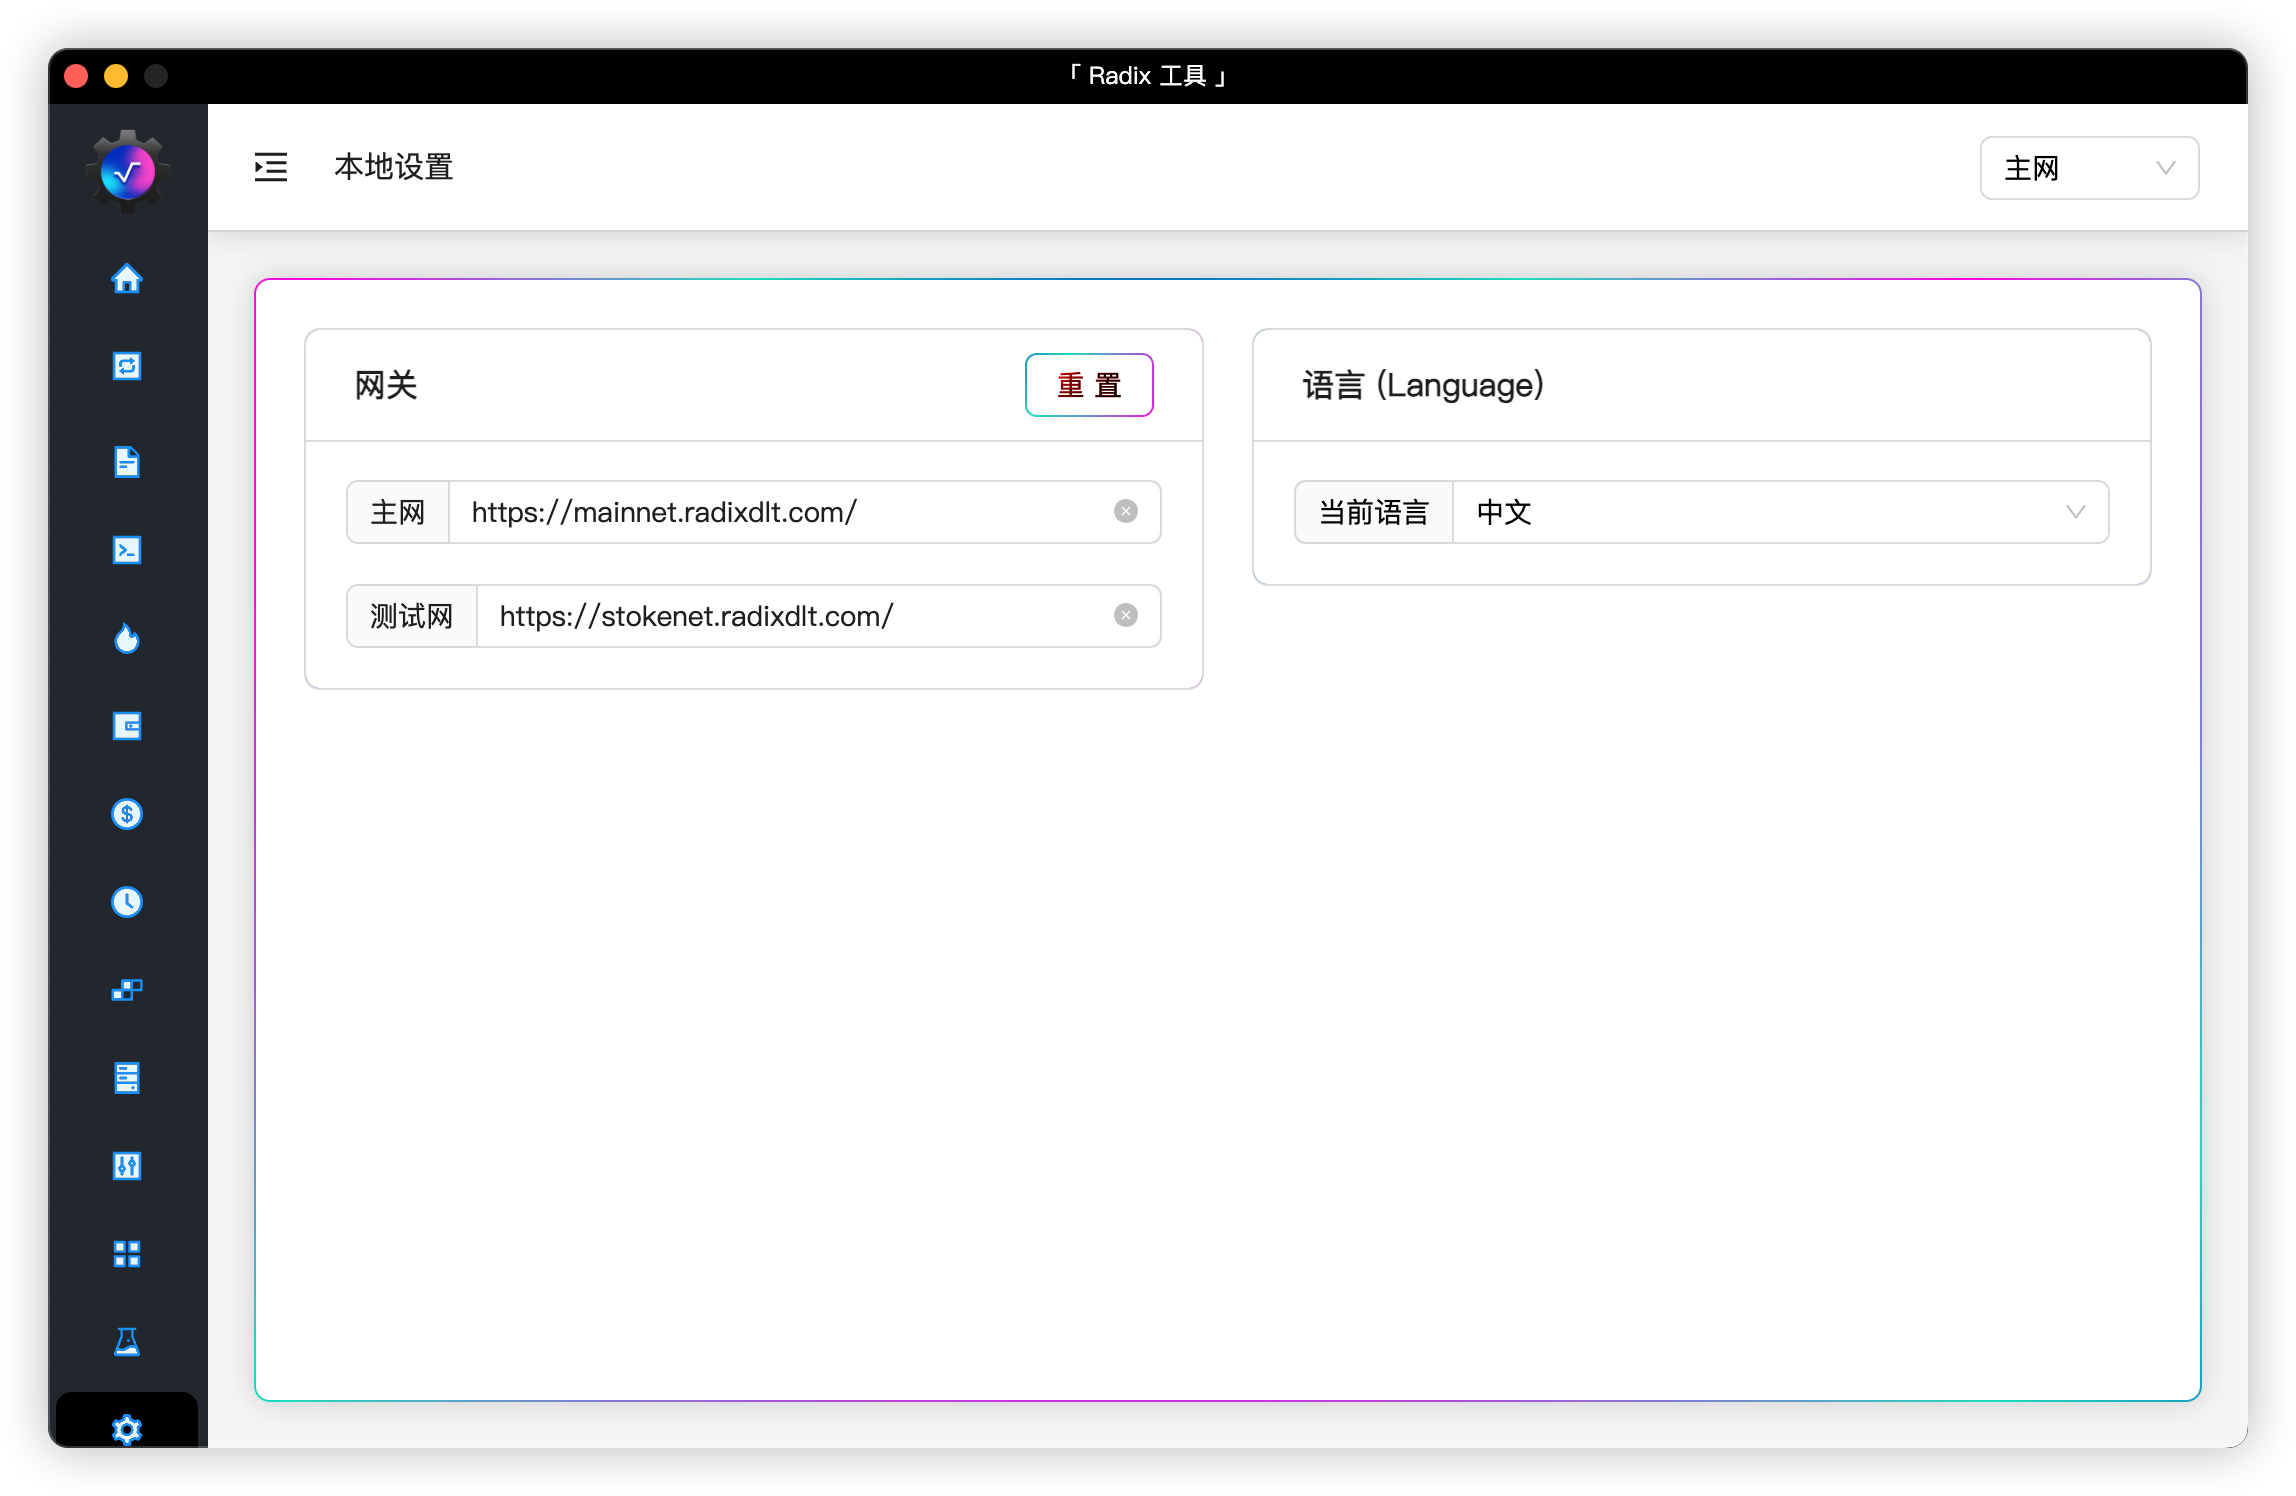 「 Radix 工具 」
本地设置
主网
网关
重 置
语言 (Language)
主网
https://mainnet.radixdlt.com/
当前语言
中文
测试网
https://stokenet.radixdlt.com/